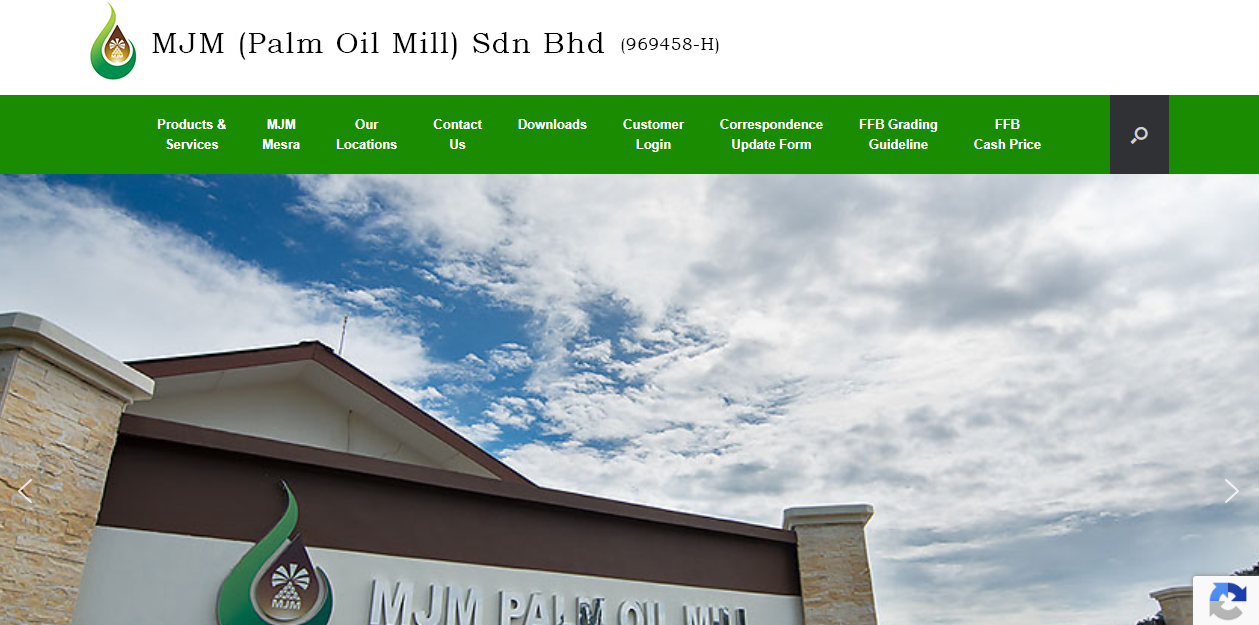 MJM (Palm Oil Mill) Sdn Bhd (969458-H)
Products &
Services
MJM
Mesra
Our
Locations
Contact
Us
Downloads
Customer
Login
Correspondence
Update Form
FFB Grading
Guideline
FFB
Cash Price
MJM
MJM PALM OIL MILL